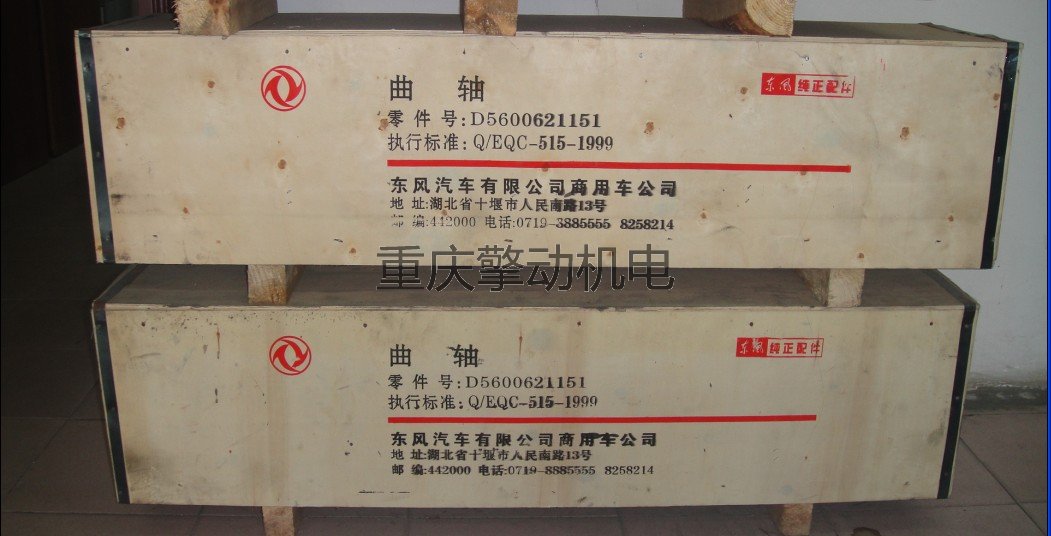 曲 轴
东风 纯正配件
零件号:D5600621151
执行标准:Q/EQC-515-1999
东风汽车有限公司商用车公司
地 址:湖北省十堰市人民南路13号
邮 编:442000 电话:0719-8885555 8258214
重庆擎动机电
曲 轴
东风 纯正配件
零件号:D5600621151
执行标准:Q/EQC-515-1999
东风汽车有限公司商用车公司
地 址:湖北省十堰市人民南路13号
邮 编:442000 电话:0719-8885555 8258214